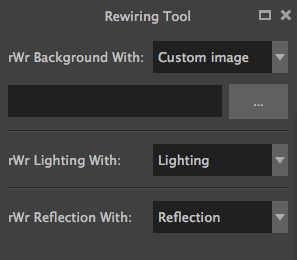 Rewiring Tool
rWr Background With: Custom image
...
rWr Lighting With: Lighting
rWr Reflection With: Reflection